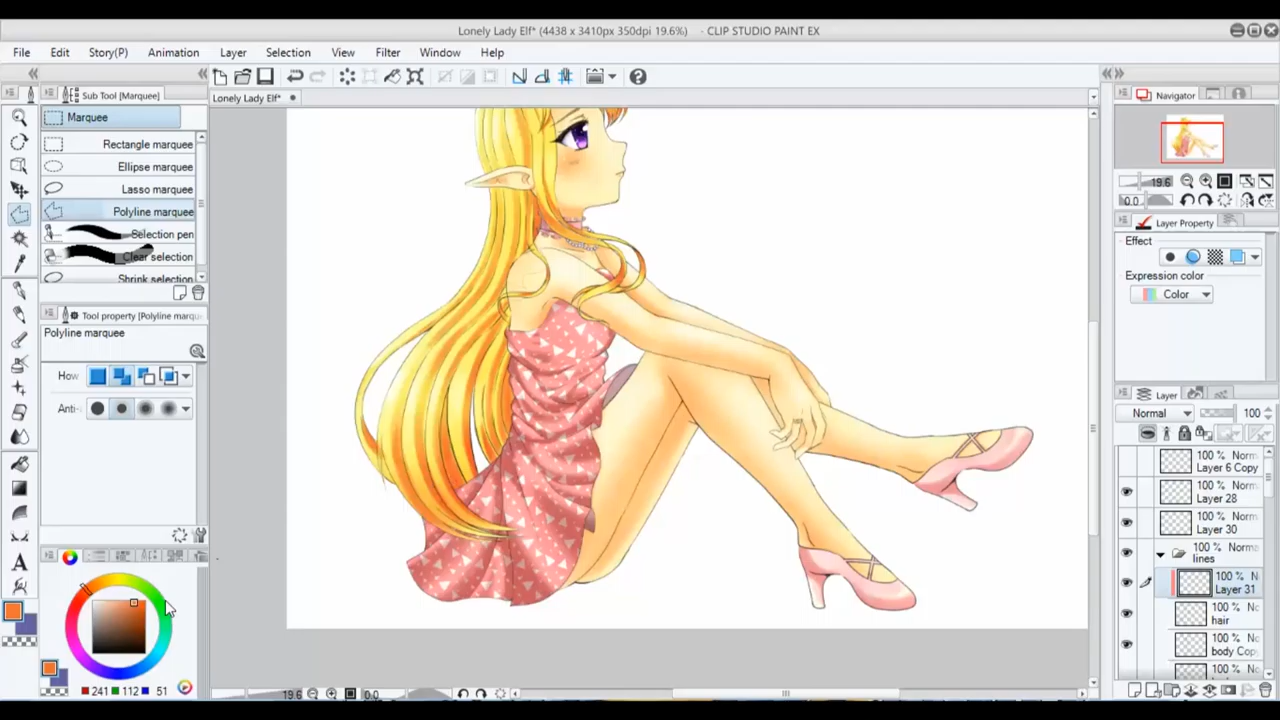 Lonely Lady Elf* (4438 x 3410px 350dpi 19.6%) - CLIP STUDIO PAINT EX
File Edit Story(P) Animation Layer Selection View Filter Window Help
Sub Tool [Marquee]
Lonely Lady Elf*
Navigator
Marquee
Rectangle marquee
Ellipse marquee
Lasso marquee
Polyline marquee
Selection pen
Clear selection
Shrink selection
Tool property [Polyline marque
Polyline marquee
How
Anti-
241 112 51
19.6
0.0
19.6
0.0
Layer Property
Effect
Expression color
Color
Layer
Normal 100
100 % Norm
Layer 6 Copy
100 % Norm
Layer 28
100 % Norm
Layer 30
100 % Norm
lines
100 % N
Layer 31
100 % No
hair
100 % No
body Cop